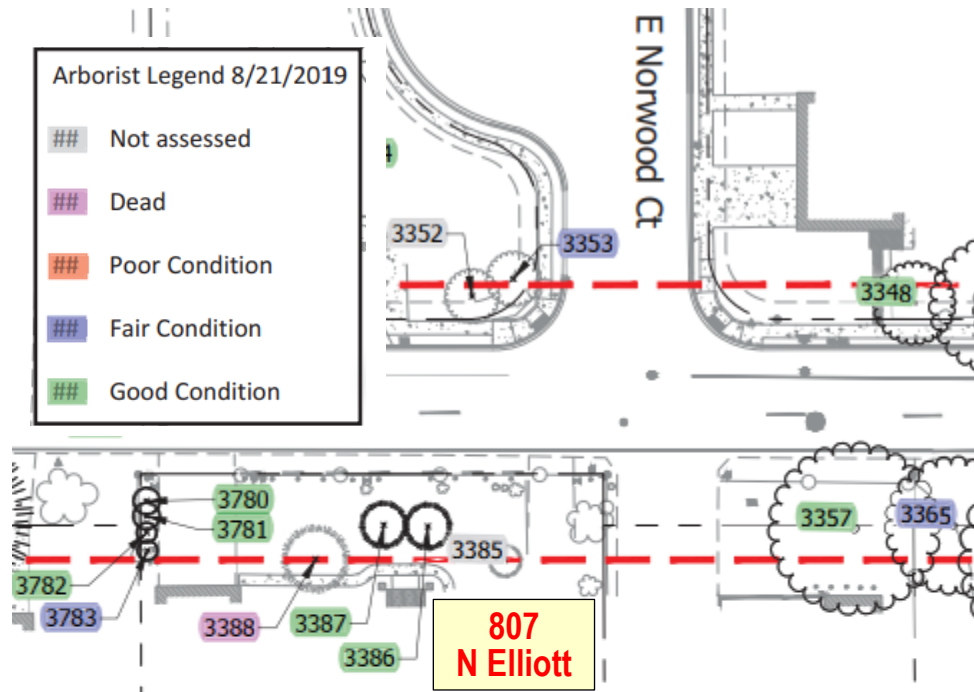 Arborist Legend 8/21/2019
## Not assessed
## Dead
## Poor Condition
## Fair Condition
## Good Condition
E Norwood Ct
4
3352
3353
3348
3780
3781
3782
3783
3388
3387
3386
3385
3357
3365
807
N Elliott